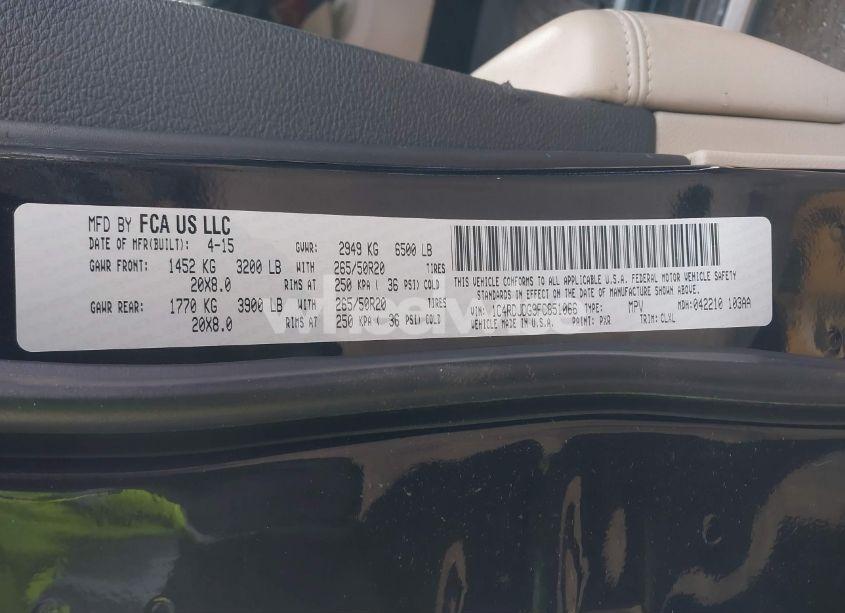 MFD BY FCA US LLC
DATE OF MFR(BUILT): 4-15 GVWR: 2949 KG 6500 LB
GAWR FRONT: 1452 KG 3200 LB WITH 265/50R20 TIRES
20X8.0 RIMS AT 250 KPA ( 36 PSI) COLD
GAWR REAR: 1770 KG 3900 LB WITH 265/50R20 TIRES
20X8.0 RIMS AT 250 KPA ( 36 PSI) COLD
THIS VEHICLE CONFORMS TO ALL APPLICABLE U.S.A. FEDERAL MOTOR VEHICLE SAFETY
STANDARDS IN EFFECT ON THE DATE OF MANUFACTURE SHOWN ABOVE.
VIN: 1C4RDJDG9FC851066 TYPE: MPV MDH: 042210 103AA
VEHICLE MADE IN U.S.A. PAINT: PXR TRIM: CLXL